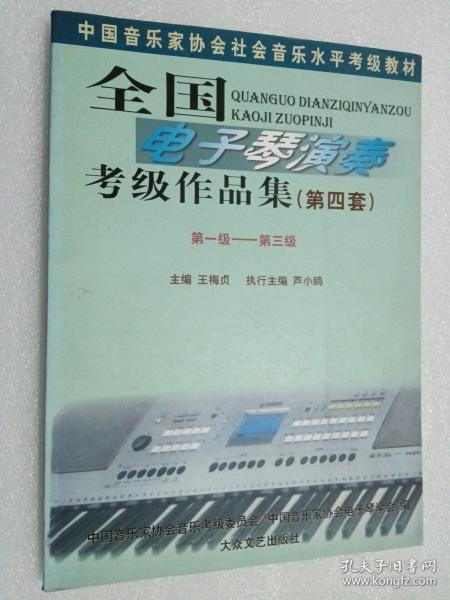 中国音乐家协会社会音乐水平考级教材
全国
QUANGUO DIANZIQINYANZOU
KAOJI ZUOPINJI
电子琴演奏
考级作品集(第四套)
第一级——第三级
主编 王梅贞 执行主编 芦小鸥
中国音乐家协会音乐考级委员会 中国音乐家协会电子琴学会 编
大众文艺出版社
孔夫子旧书网
www.kongfz.com